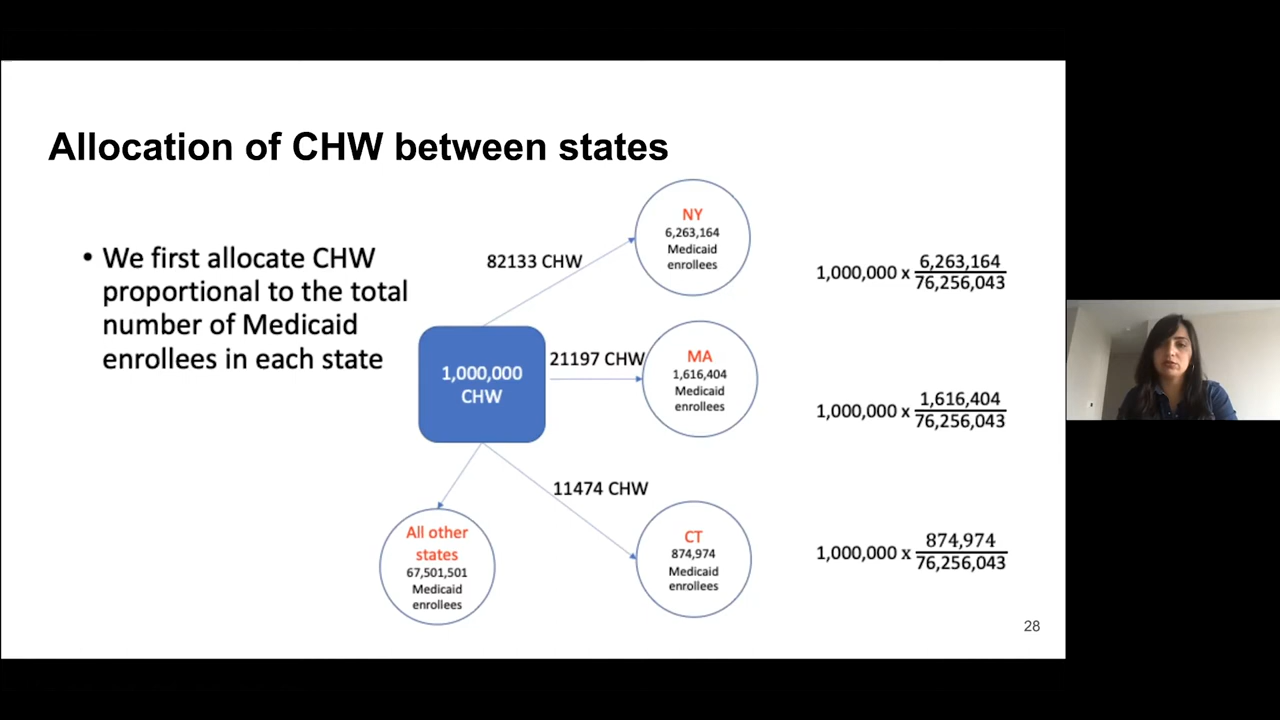 Allocation of CHW between states
• We first allocate CHW
proportional to the total
number of Medicaid
enrollees in each state
82133 CHW
NY
6,263,164
Medicaid
enrollees
1,000,000 x 6,263,164
76,256,043
1,000,000
CHW
21197 CHW
MA
1,616,404
Medicaid
enrollees
1,000,000 x 1,616,404
76,256,043
11474 CHW
CT
874,974
Medicaid
enrollees
1,000,000 x 874,974
76,256,043
All other
states
67,501,501
Medicaid
enrollees
28